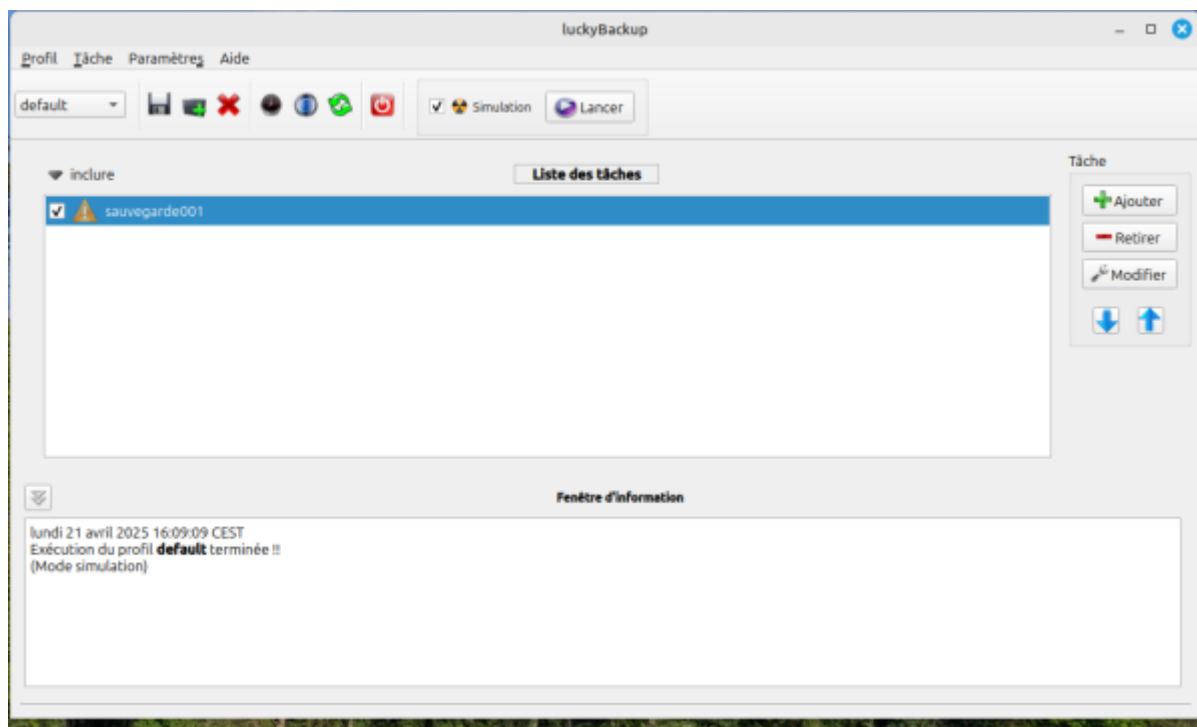 luckyBackup
Profil Tâche Paramètres Aide
default Simulation Lancer
inclure Liste des tâches Tâche
sauvegarde001
Ajouter
Retirer
Modifier
Fenêtre d'information
lundi 21 avril 2025 16:09:09 CEST
Exécution du profil default terminée !!
(Mode simulation)